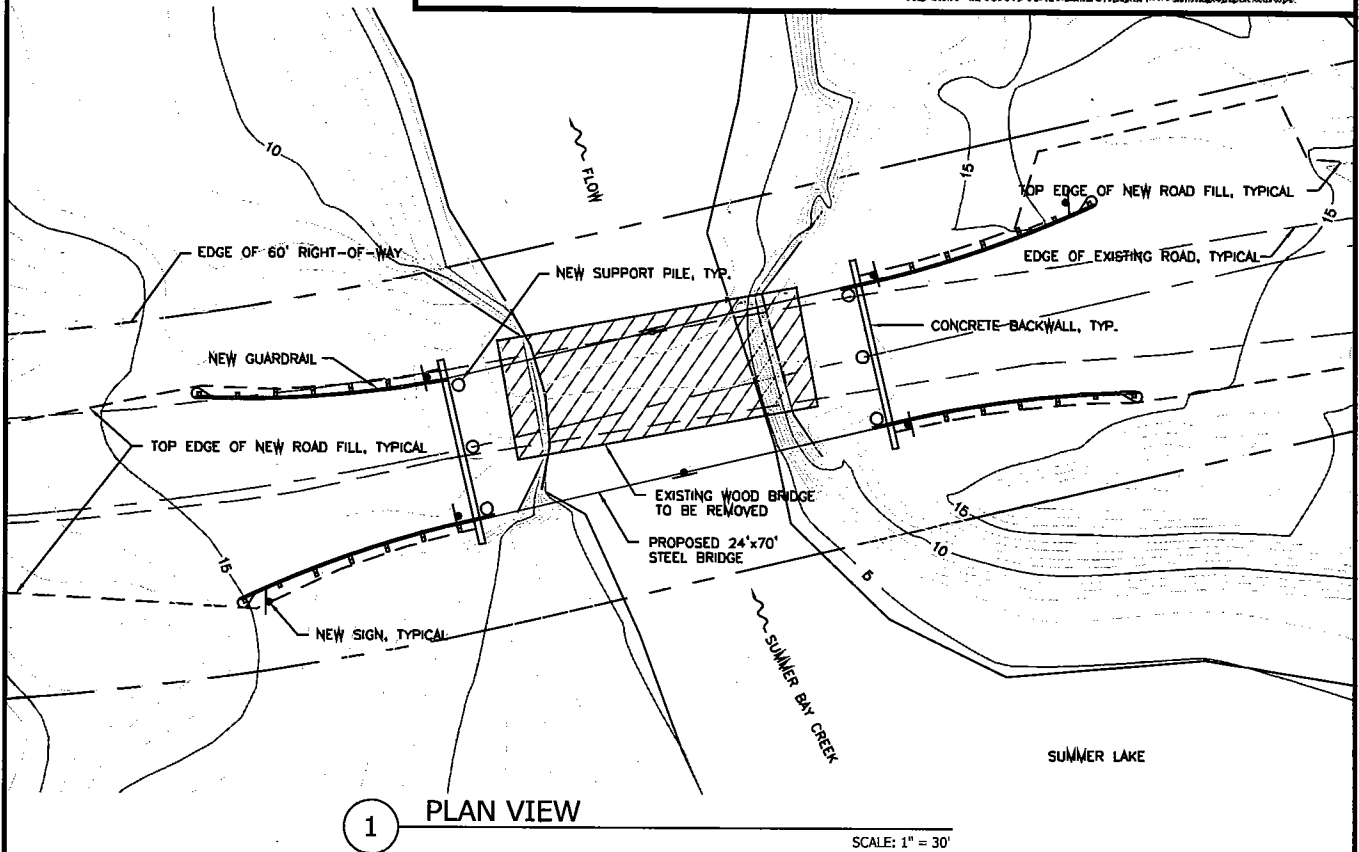 10
FLOW
15
TOP EDGE OF NEW ROAD FILL, TYPICAL
15
EDGE OF 60' RIGHT-OF-WAY
NEW SUPPORT PILE, TYP.
EDGE OF EXISTING ROAD, TYPICAL
CONCRETE BACKWALL, TYP.
NEW GUARDRAIL
TOP EDGE OF NEW ROAD FILL, TYPICAL
EXISTING WOOD BRIDGE
TO BE REMOVED
15
PROPOSED 24'x70'
STEEL BRIDGE
10
15
5
NEW SIGN, TYPICAL
SUMMER BAY CREEK
SUMMER LAKE
1
PLAN VIEW
SCALE: 1" = 30'